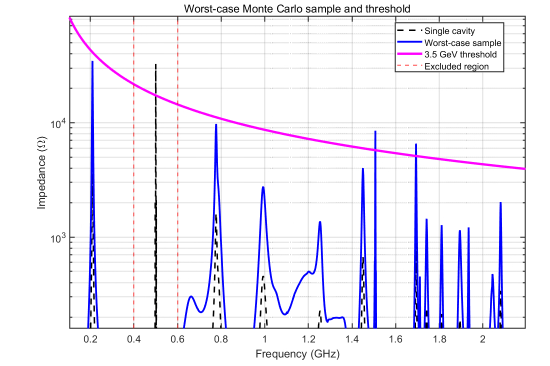 Worst-case Monte Carlo sample and threshold
Single cavity
Worst-case sample
3.5 GeV threshold
Excluded region
10⁴
10³
Impedance (Ω)
0.2 0.4 0.6 0.8 1 1.2 1.4 1.6 1.8 2
Frequency (GHz)